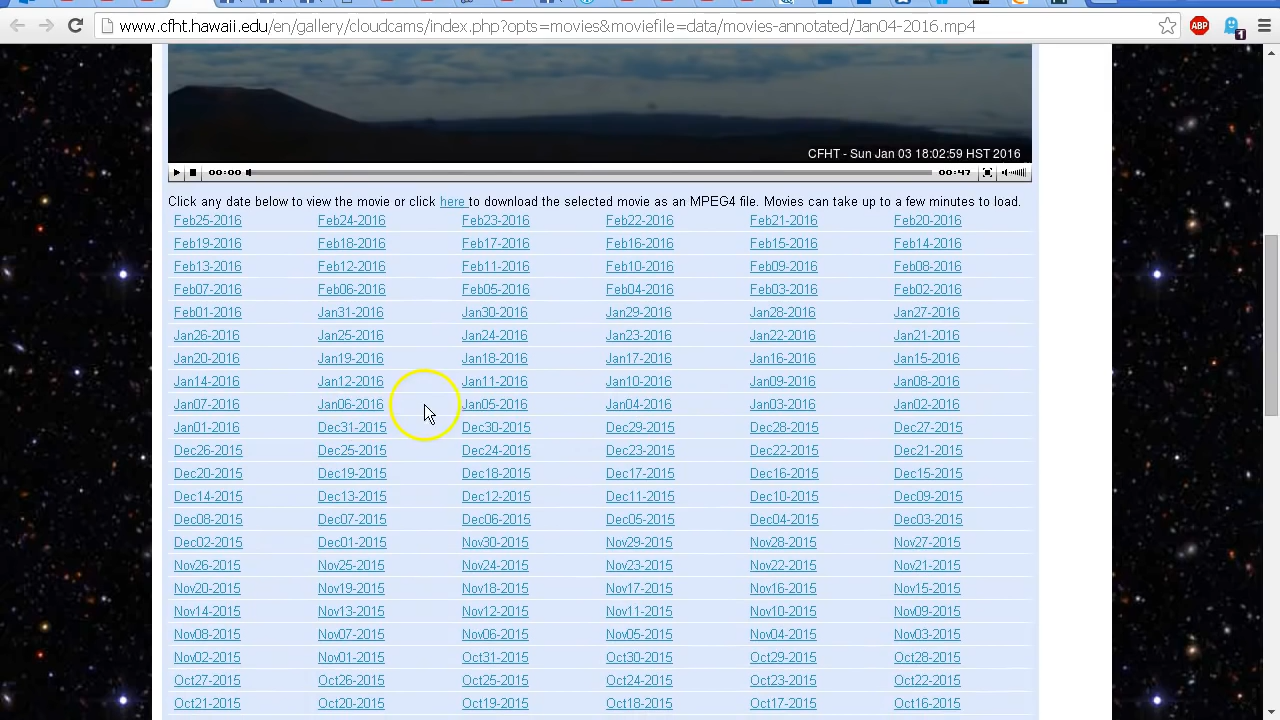 www.cfht.hawaii.edu/en/gallery/cloudcams/index.php?opts=movies&moviefile=data/movies_annotated/Jan04-2016.mp4
ABP
1
CFHT - Sun Jan 03 18:02:59 HST 2016
00:00 00:47
Click any date below to view the movie or click here to download the selected movie as an MPEG4 file. Movies can take up to a few minutes to load.
Feb25-2016 Feb24-2016 Feb23-2016 Feb22-2016 Feb21-2016 Feb20-2016
Feb19-2016 Feb18-2016 Feb17-2016 Feb16-2016 Feb15-2016 Feb14-2016
Feb13-2016 Feb12-2016 Feb11-2016 Feb10-2016 Feb09-2016 Feb08-2016
Feb07-2016 Feb06-2016 Feb05-2016 Feb04-2016 Feb03-2016 Feb02-2016
Feb01-2016 Jan31-2016 Jan30-2016 Jan29-2016 Jan28-2016 Jan27-2016
Jan26-2016 Jan25-2016 Jan24-2016 Jan23-2016 Jan22-2016 Jan21-2016
Jan20-2016 Jan19-2016 Jan18-2016 Jan17-2016 Jan16-2016 Jan15-2016
Jan14-2016 Jan12-2016 Jan11-2016 Jan10-2016 Jan09-2016 Jan08-2016
Jan07-2016 Jan06-2016 Jan05-2016 Jan04-2016 Jan03-2016 Jan02-2016
Jan01-2016 Dec31-2015 Dec30-2015 Dec29-2015 Dec28-2015 Dec27-2015
Dec26-2015 Dec25-2015 Dec24-2015 Dec23-2015 Dec22-2015 Dec21-2015
Dec20-2015 Dec19-2015 Dec18-2015 Dec17-2015 Dec16-2015 Dec15-2015
Dec14-2015 Dec13-2015 Dec12-2015 Dec11-2015 Dec10-2015 Dec09-2015
Dec08-2015 Dec07-2015 Dec06-2015 Dec05-2015 Dec04-2015 Dec03-2015
Dec02-2015 Dec01-2015 Nov30-2015 Nov29-2015 Nov28-2015 Nov27-2015
Nov26-2015 Nov25-2015 Nov24-2015 Nov23-2015 Nov22-2015 Nov21-2015
Nov20-2015 Nov19-2015 Nov18-2015 Nov17-2015 Nov16-2015 Nov15-2015
Nov14-2015 Nov13-2015 Nov12-2015 Nov11-2015 Nov10-2015 Nov09-2015
Nov08-2015 Nov07-2015 Nov06-2015 Nov05-2015 Nov04-2015 Nov03-2015
Nov02-2015 Nov01-2015 Oct31-2015 Oct30-2015 Oct29-2015 Oct28-2015
Oct27-2015 Oct26-2015 Oct25-2015 Oct24-2015 Oct23-2015 Oct22-2015
Oct21-2015 Oct20-2015 Oct19-2015 Oct18-2015 Oct17-2015 Oct16-2015